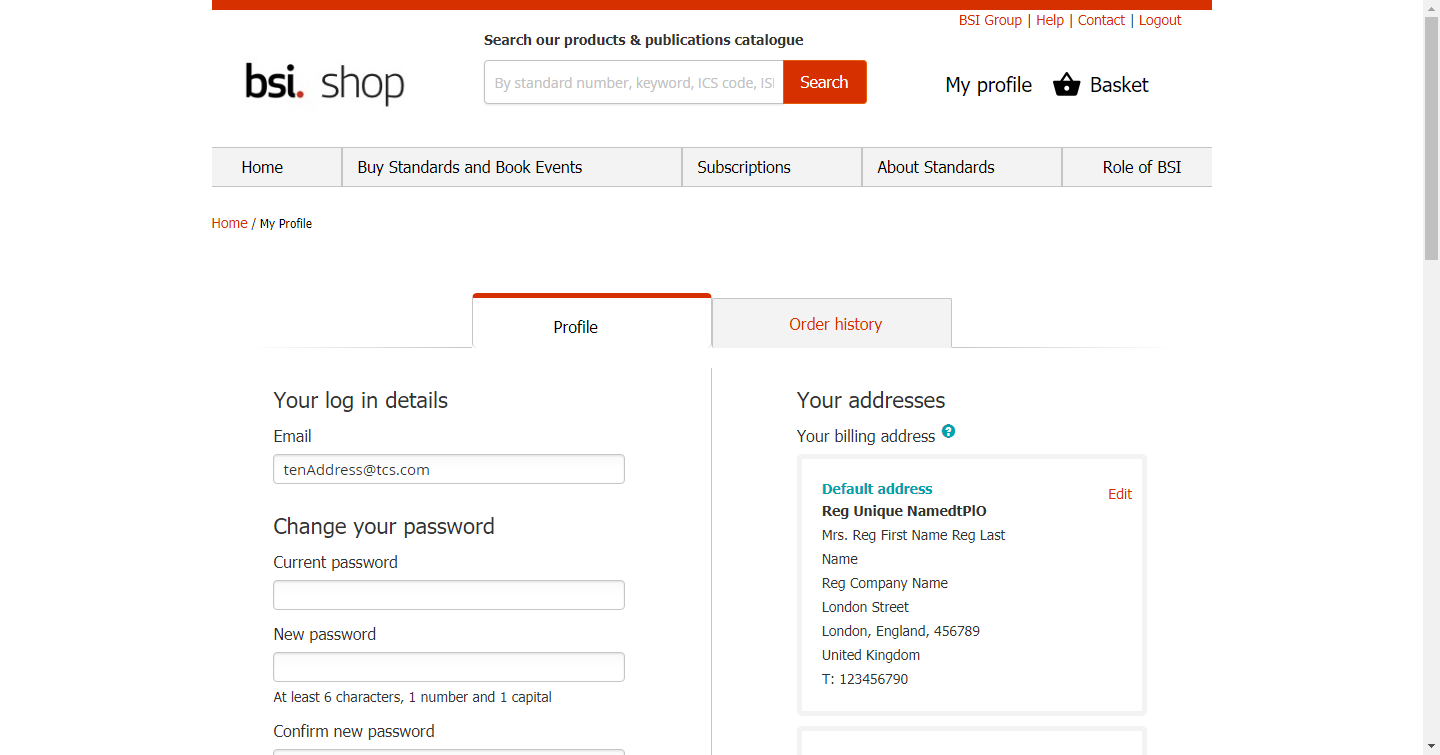 BSI Group | Help | Contact | Logout
Search our products & publications catalogue
bsi. shop
By standard number, keyword, ICS code, ISI
Search
My profile
Basket
Home
Buy Standards and Book Events
Subscriptions
About Standards
Role of BSI
Home / My Profile
Profile
Order history
Your log in details
Email
tenAddress@tcs.com
Change your password
Current password
New password
At least 6 characters, 1 number and 1 capital
Confirm new password
Your addresses
Your billing address ?
Default address
Edit
Reg Unique NamedtPlO
Mrs. Reg First Name Reg Last
Name
Reg Company Name
London Street
London, England, 456789
United Kingdom
T: 123456790